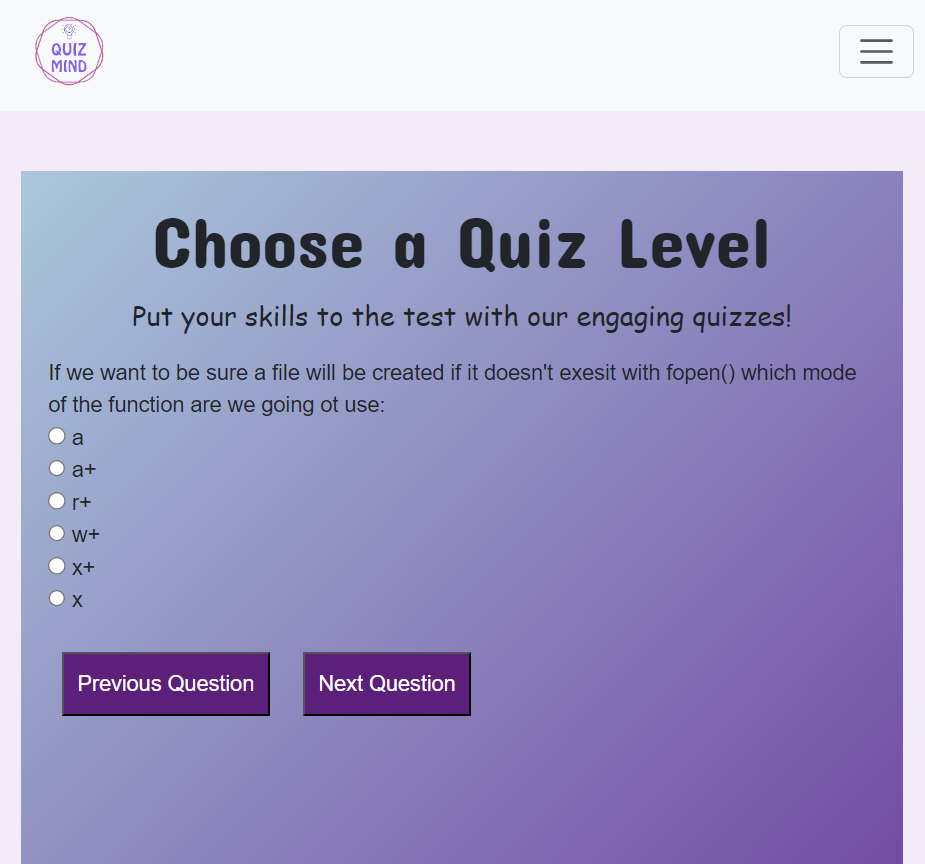 QUIZ
MIND
Choose a Quiz Level
Put your skills to the test with our engaging quizzes!
If we want to be sure a file will be created if it doesn't exesit with fopen() which mode
of the function are we going ot use:
a
a+
r+
w+
x+
x
Previous Question
Next Question